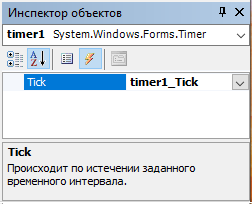 Инспектор объектов
timer1 System.Windows.Forms.Timer
Tick timer1_Tick
Tick
Происходит по истечении заданного
временного интервала.